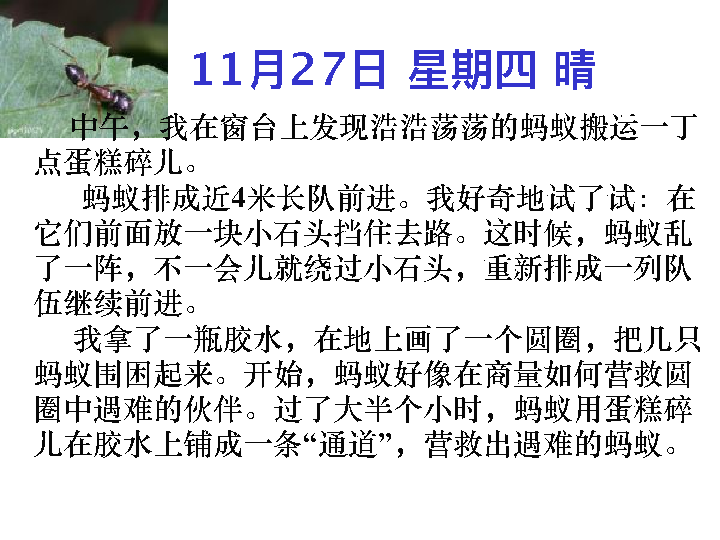 11月27日 星期四 晴
中午，我在窗台上发现浩浩荡荡的蚂蚁搬运一丁
点蛋糕碎儿。
蚂蚁排成近4米长队前进。我好奇地试了试：在
它们前面放一块小石头挡住去路。这时候，蚂蚁乱
了一阵，不一会儿就绕过小石头，重新排成一列队
伍继续前进。
我拿了一瓶胶水，在地上画了一个圆圈，把几只
蚂蚁围困起来。开始，蚂蚁好像在商量如何营救圆
圈中遇难的伙伴。过了大半个小时，蚂蚁用蛋糕碎
儿在胶水上铺成一条“通道”，营救出遇难的蚂蚁。